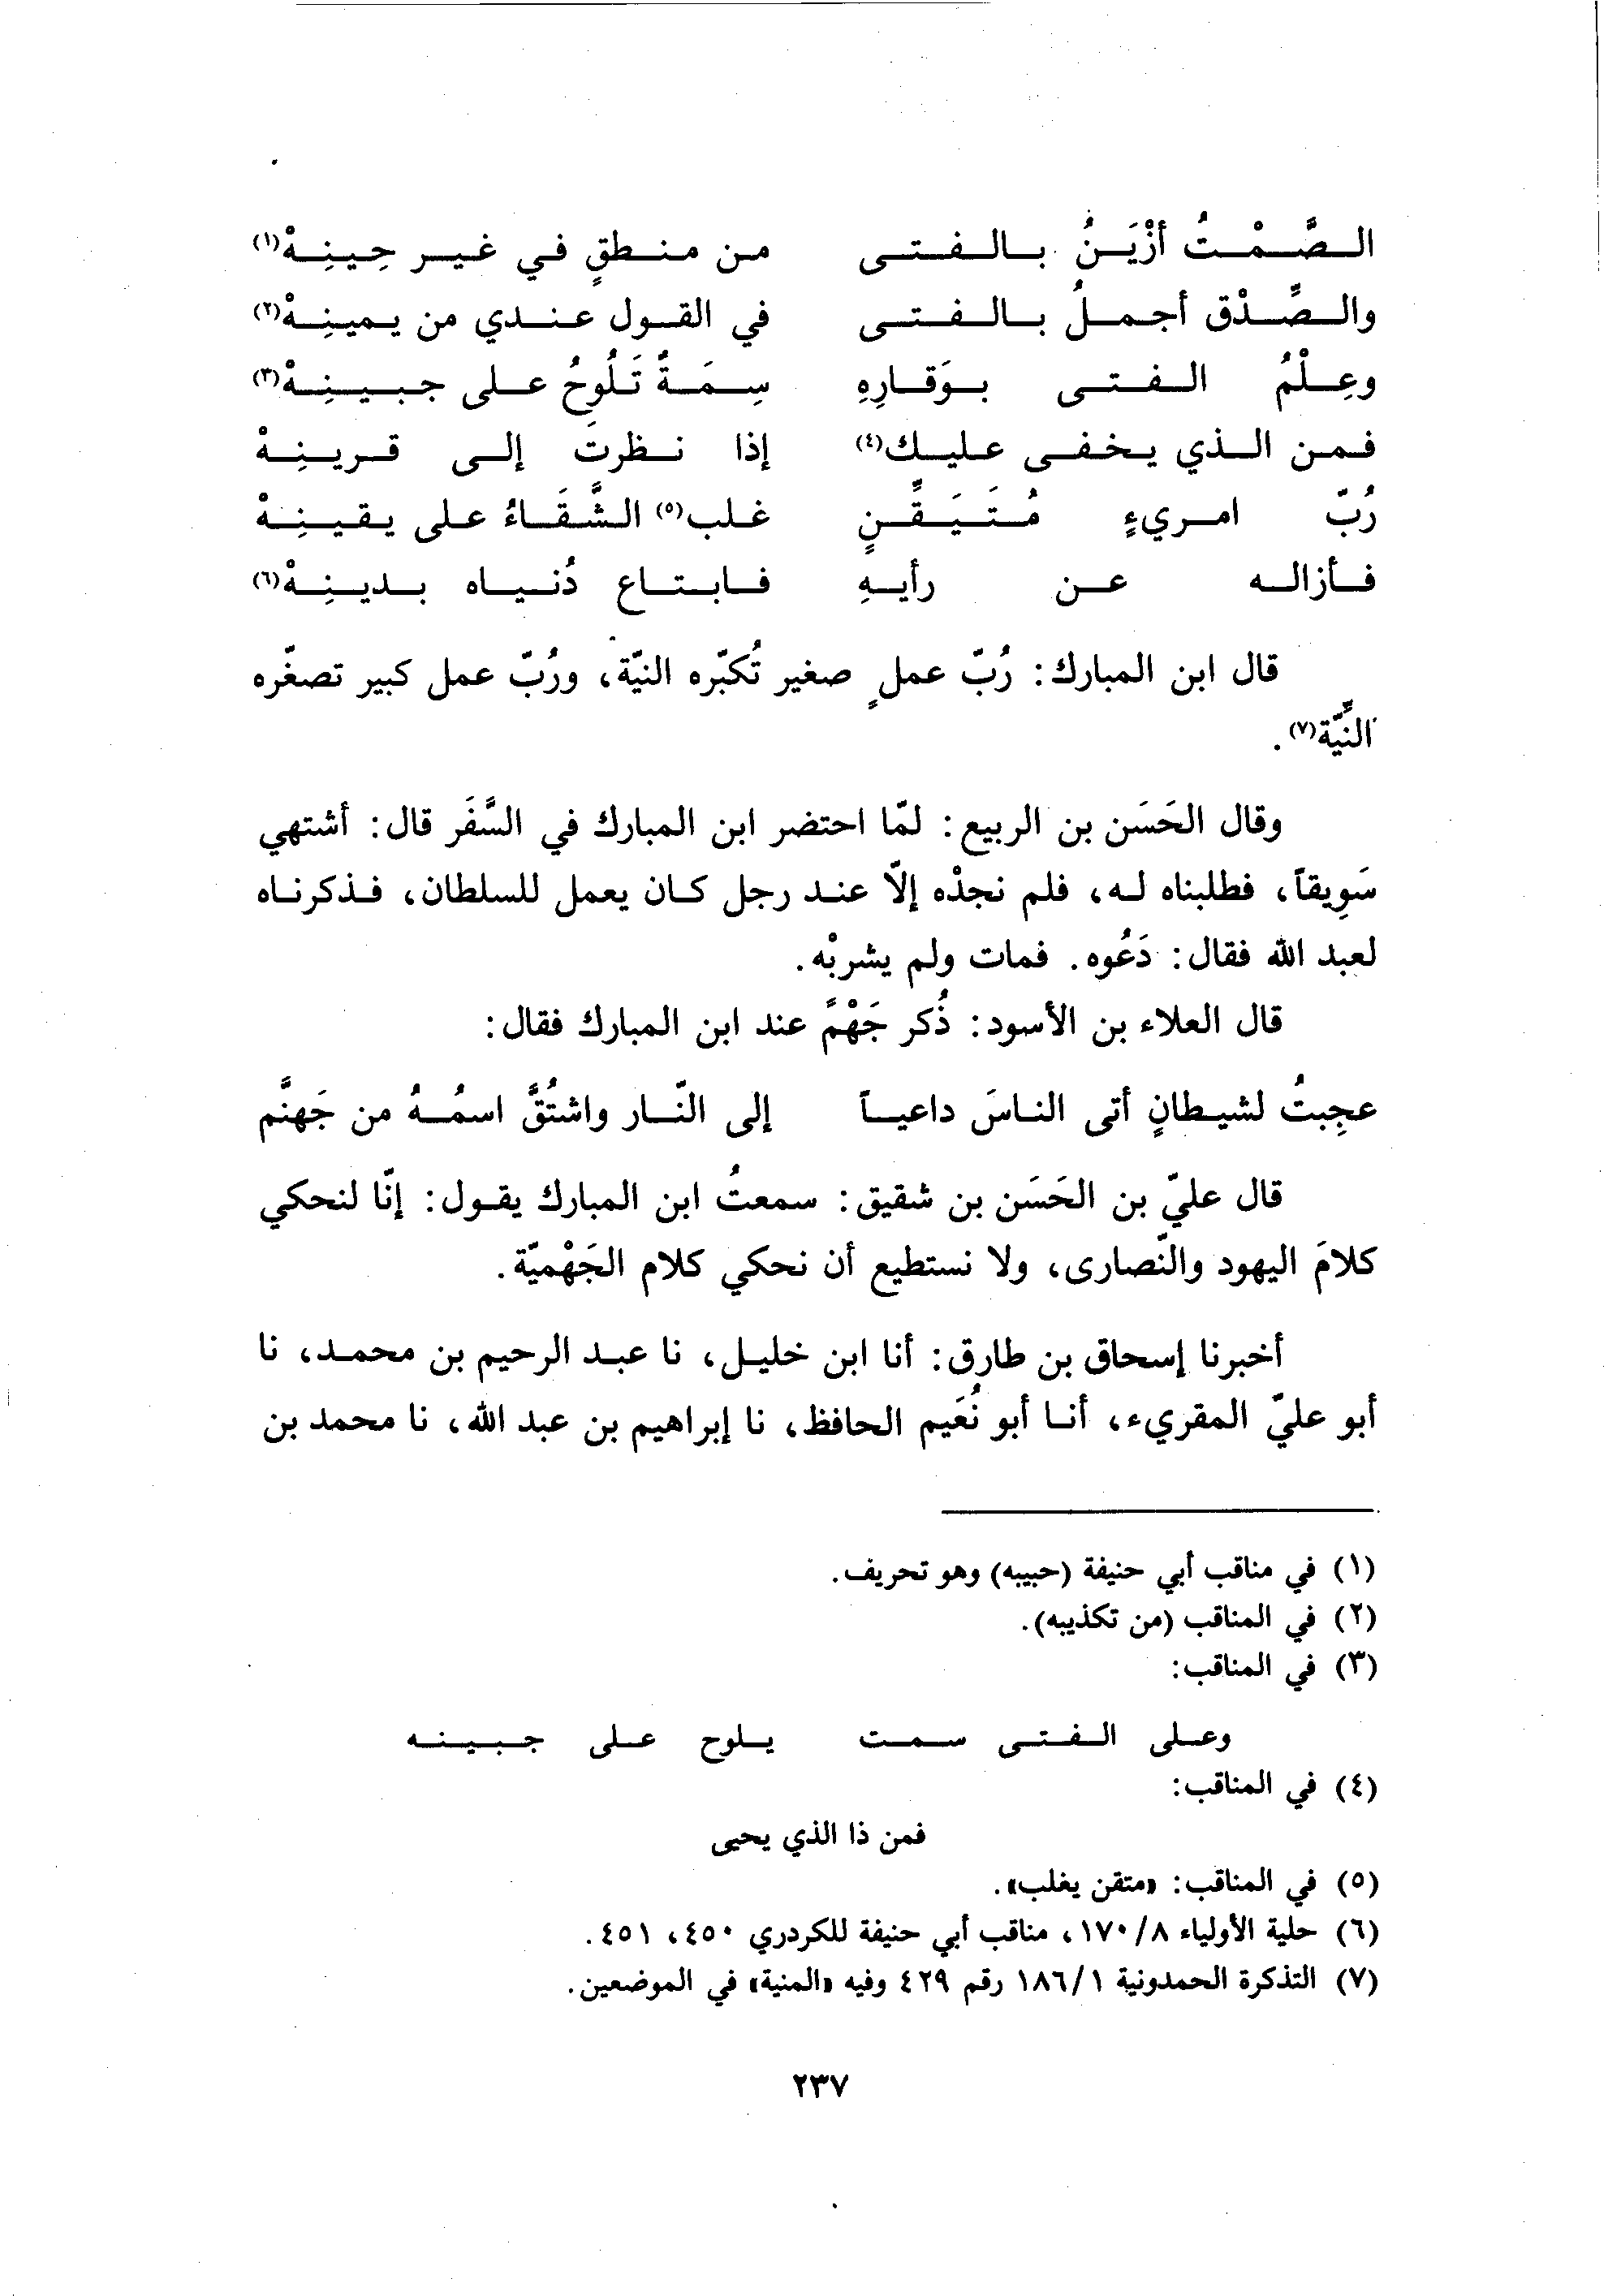 الصَّمْتُ أزْيَنُ بالفتى من منطقٍ في غير حِينِهْ(١)
والصِّدْق أجملُ بالفتى في القول عندي من يمينِهْ(٢)
وعِلْمُ الفتى بوَقارِهِ سِمَةٌ تَلُوحُ على جبينِهْ(٣)
فمن الذي يخفى عليك(٤) إذا نظرتَ إلى قرينِهْ
رُبّ امريءٍ مُتَيَقِّنٍ غلب(٥) الشَّقَاءُ على يقينِهْ
فأزاله عن رأيهِ فابتاع دُنياه بدينِهْ(٦)
قال ابن المبارك: رُبّ عملٍ صغير تُكبّره النيّة، ورُبّ عمل كبير تصغّره
النِّيّة(٧).
وقال الحَسَن بن الربيع: لمّا احتضر ابن المبارك في السَّفَر قال: أشتهي
سَوِيقاً، فطلبناه له، فلم نجدْه إلّا عند رجل كان يعمل للسلطان، فذكرناه
لعبد الله فقال: دَعُوه. فمات ولم يشربْه.
قال العلاء بن الأسود: ذُكر جَهْمٌ عند ابن المبارك فقال:
عجِبتُ لشيطانٍ أتى الناسَ داعياً إلى النّار واشتُقَّ اسمُهُ من جَهنَّم
قال عليّ بن الحَسَن بن شقيق: سمعتُ ابن المبارك يقول: إنّا لنحكي
كلامَ اليهود والنّصارى، ولا نستطيع أن نحكي كلام الجَهْميّة.
أخبرنا إسحاق بن طارق: أنا ابن خليل، نا عبد الرحيم بن محمد، نا
أبو عليّ المقريء، أنا أبو نُعَيم الحافظ، نا إبراهيم بن عبد الله، نا محمد بن
(١) في مناقب أبي حنيفة (حبيبه) وهو تحريف.
(٢) في المناقب (من تكذيبه).
(٣) في المناقب:
وعلى الفتى سمت يلوح على جبينه
(٤) في المناقب:
فمن ذا الذي يحيى
(٥) في المناقب: «متقن يغلب».
(٦) حلية الأولياء ٨/١٧٠، مناقب أبي حنيفة للكردري ٤٥٠، ٤٥١.
(٧) التذكرة الحمدونية ١/١٨٦ رقم ٤٢٩ وفيه «المنية» في الموضعين.
٢٣٧